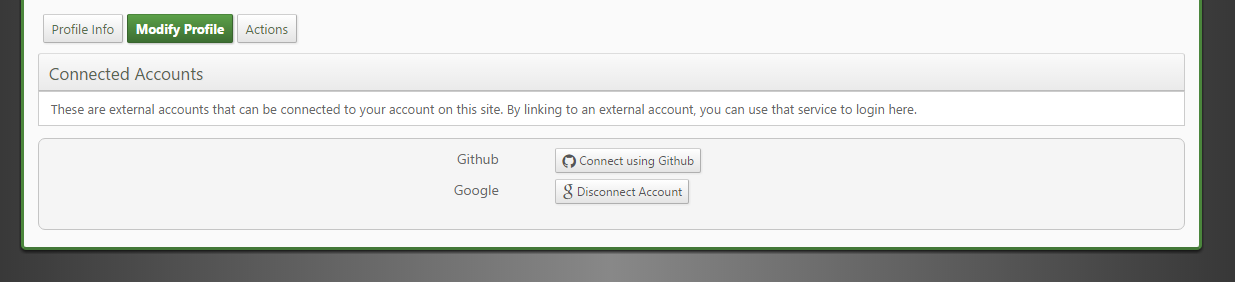 Profile Info Modify Profile Actions
Connected Accounts
These are external accounts that can be connected to your account on this site. By linking to an external account, you can use that service to login here.
Github Connect using Github
Google Disconnect Account